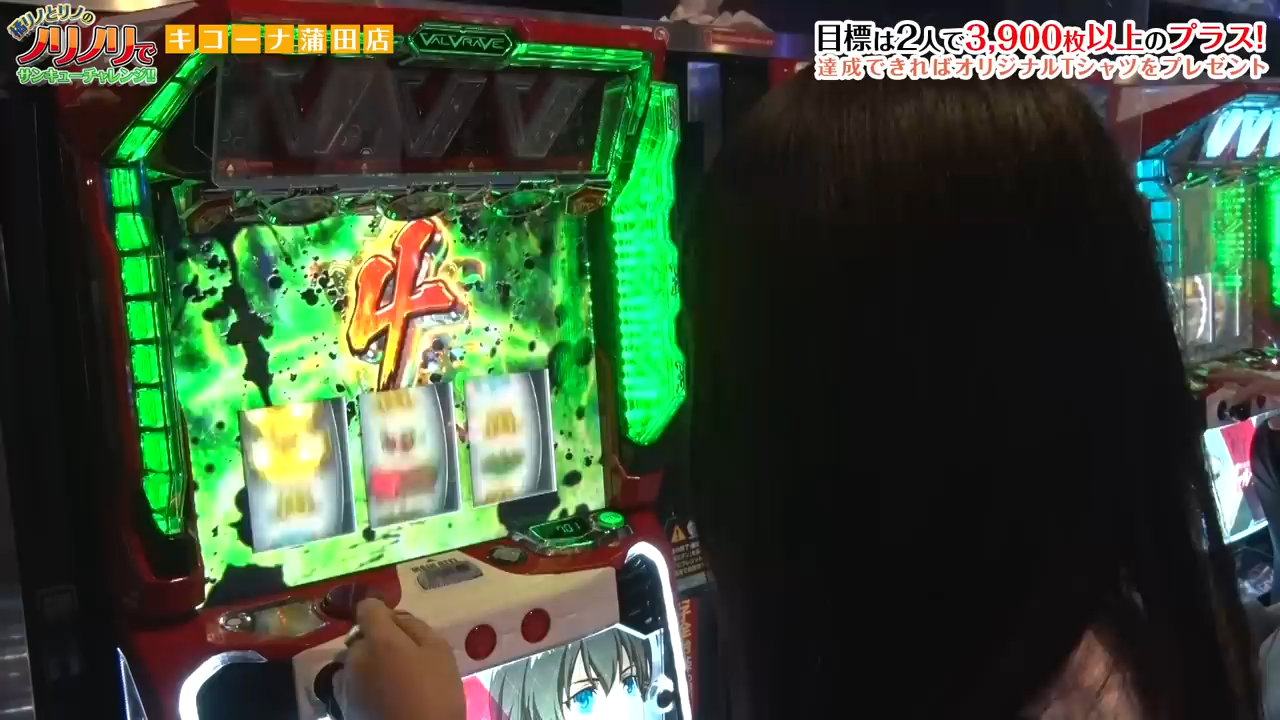 極リノとリノの
ノリノリで
サンキューチャレンジ!!
キコーナ蒲田店
目標は2人で3,900枚以上のプラス!
達成できればオリジナルTシャツをプレゼント
VALVRAVE
VVV